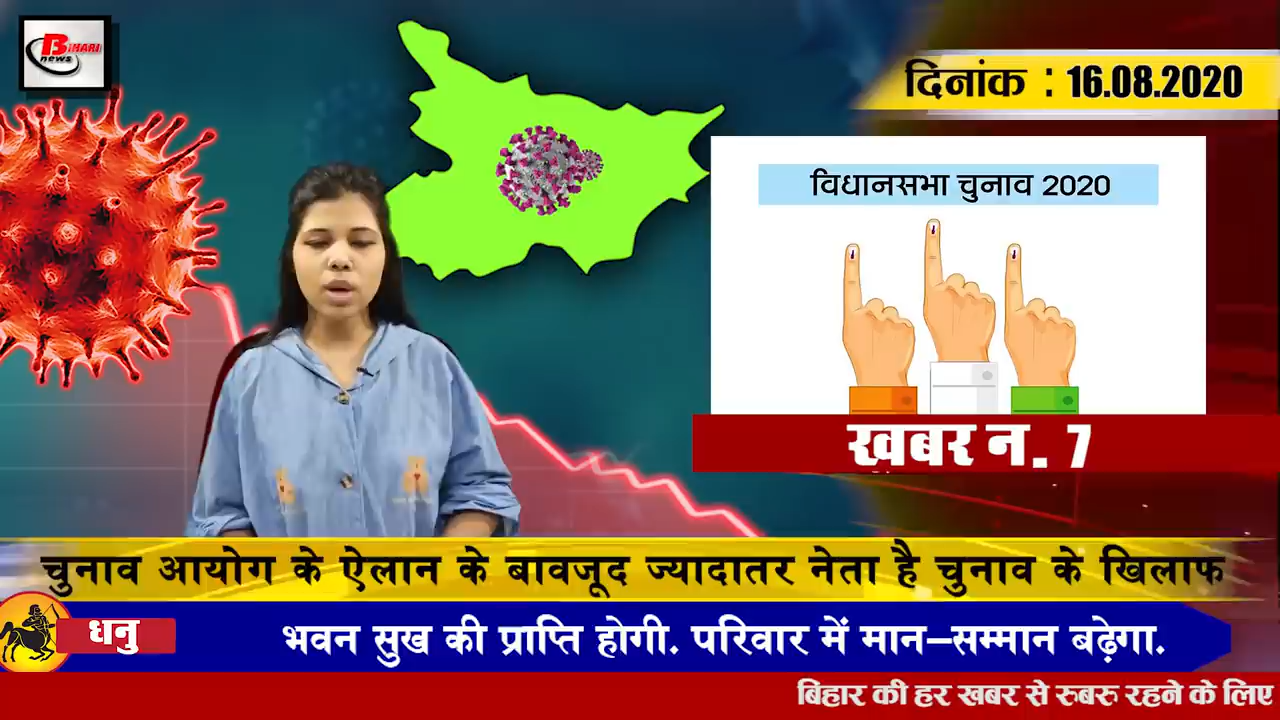 BIHARI
news
दिनांक : 16.08.2020
विधानसभा चुनाव 2020
खबर न. 7
चुनाव आयोग के ऐलान के बावजूद ज्यादातर नेता है चुनाव के खिलाफ
धनु
भवन सुख की प्राप्ति होगी. परिवार में मान–सम्मान बढ़ेगा.
बिहार की हर खबर से रुबरु रहने के लिए